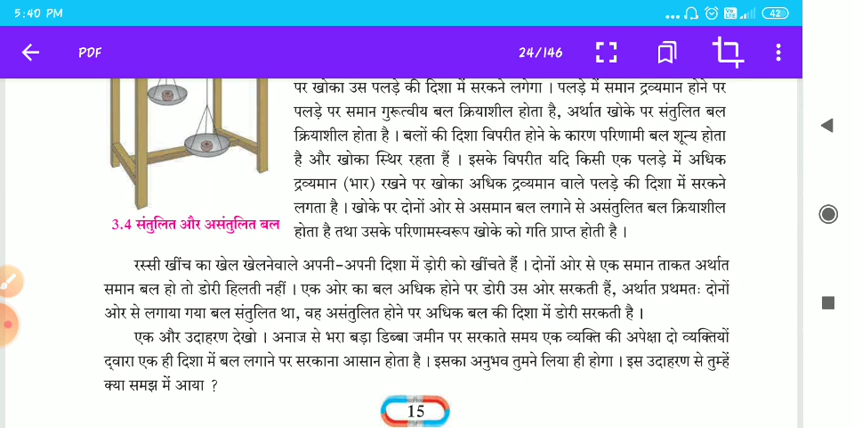 5:40 PM
42
PDF
24/146
पर खोका उस पलड़े की दिशा में सरकने लगेगा । पलड़े में समान द्रव्यमान होने पर
पलड़े पर समान गुरूत्वीय बल क्रियाशील होता है, अर्थात खोके पर संतुलित बल
क्रियाशील होता है । बलों की दिशा विपरीत होने के कारण परिणामी बल शून्य होता
है और खोका स्थिर रहता हैं । इसके विपरीत यदि किसी एक पलड़े में अधिक
द्रव्यमान (भार) रखने पर खोका अधिक द्रव्यमान वाले पलड़े की दिशा में सरकने
लगता है । खोके पर दोनों ओर से असमान बल लगाने से असंतुलित बल क्रियाशील
होता है तथा उसके परिणामस्वरूप खोके को गति प्राप्त होती है ।
3.4 संतुलित और असंतुलित बल
रस्सी खींच का खेल खेलनेवाले अपनी-अपनी दिशा में ड़ोरी को खींचते हैं । दोनों ओर से एक समान ताकत अर्थात
समान बल हो तो डोरी हिलती नहीं । एक ओर का बल अधिक होने पर डोरी उस ओर सरकती हैं, अर्थात प्रथमतः दोनों
ओर से लगाया गया बल संतुलित था, वह असंतुलित होने पर अधिक बल की दिशा में डोरी सरकती है ।
एक और उदाहरण देखो । अनाज से भरा बड़ा डिब्बा जमीन पर सरकाते समय एक व्यक्ति की अपेक्षा दो व्यक्तियों
द्वारा एक ही दिशा में बल लगाने पर सरकाना आसान होता है । इसका अनुभव तुमने लिया ही होगा । इस उदाहरण से तुम्हें
क्या समझ में आया ?
15